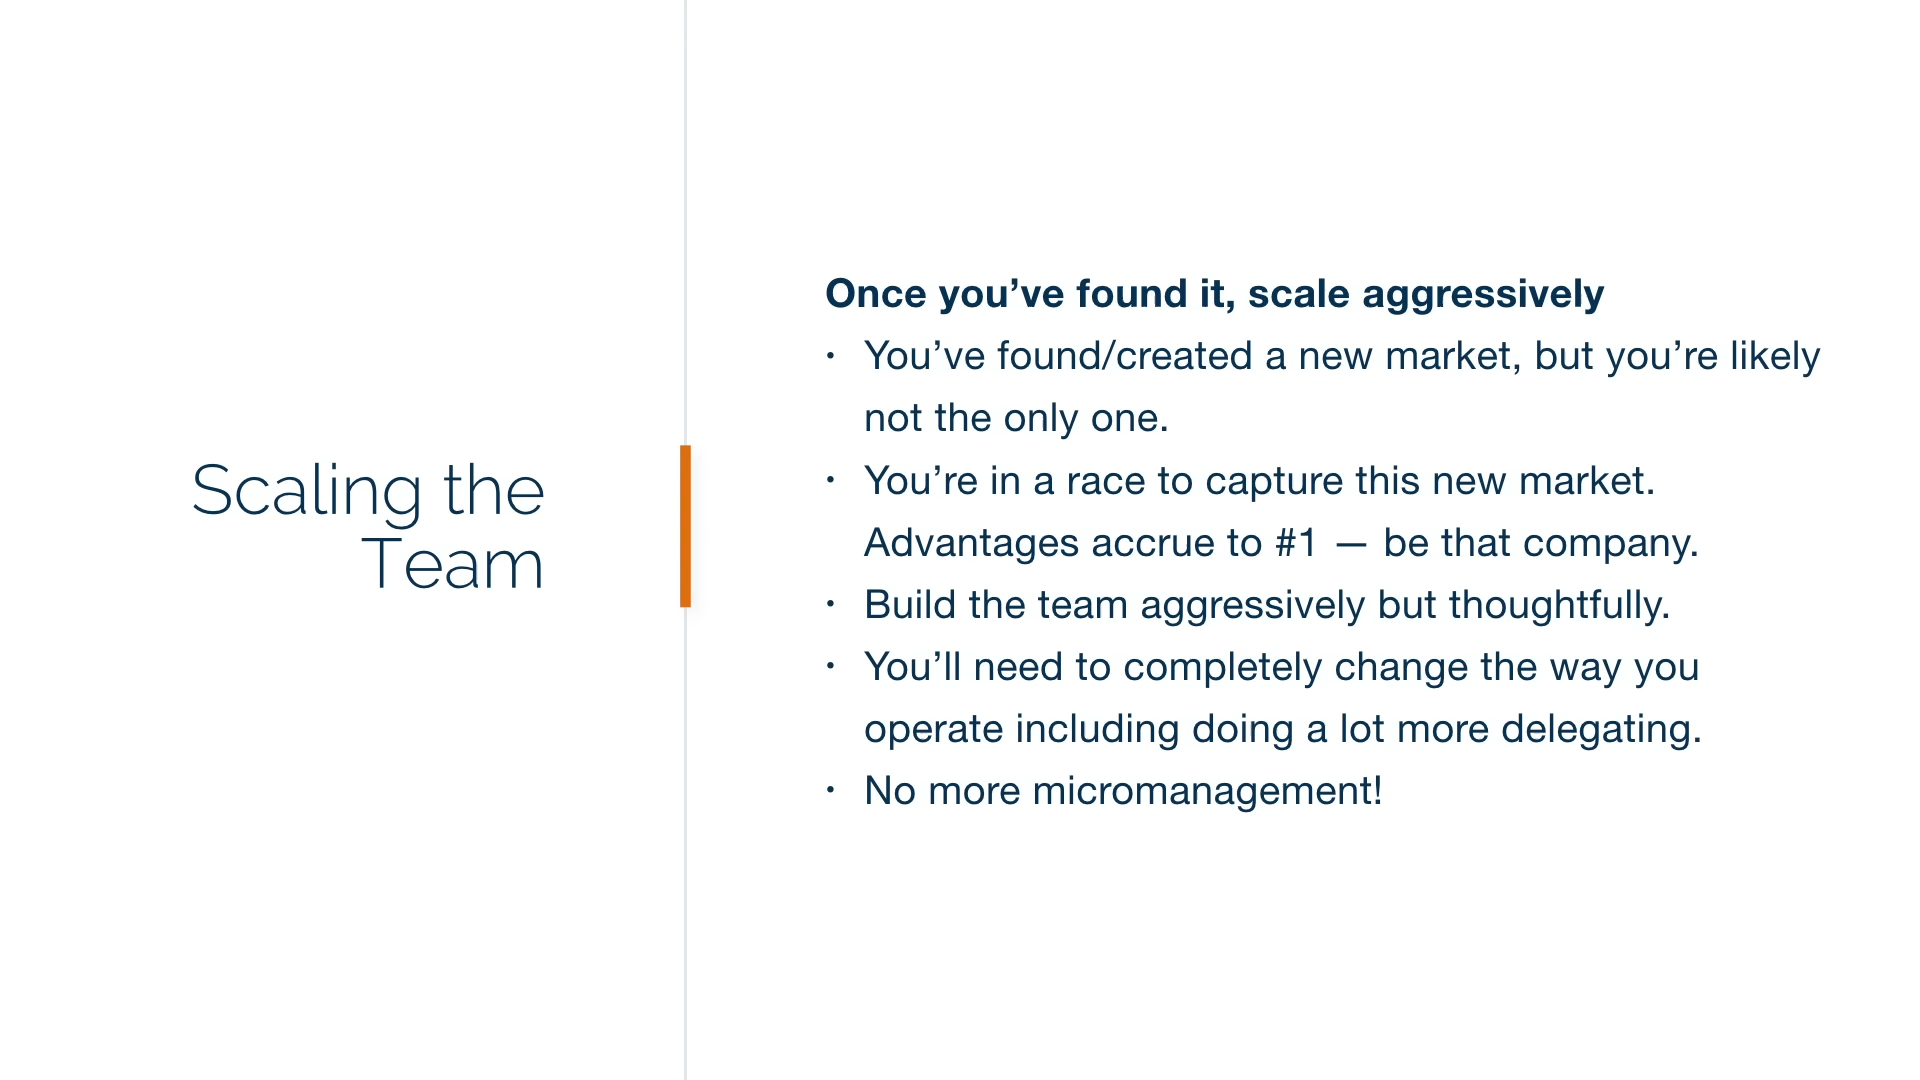 Scaling the
Team
Once you’ve found it, scale aggressively
• You’ve found/created a new market, but you’re likely
not the only one.
• You’re in a race to capture this new market.
Advantages accrue to #1 — be that company.
• Build the team aggressively but thoughtfully.
• You’ll need to completely change the way you
operate including doing a lot more delegating.
• No more micromanagement!